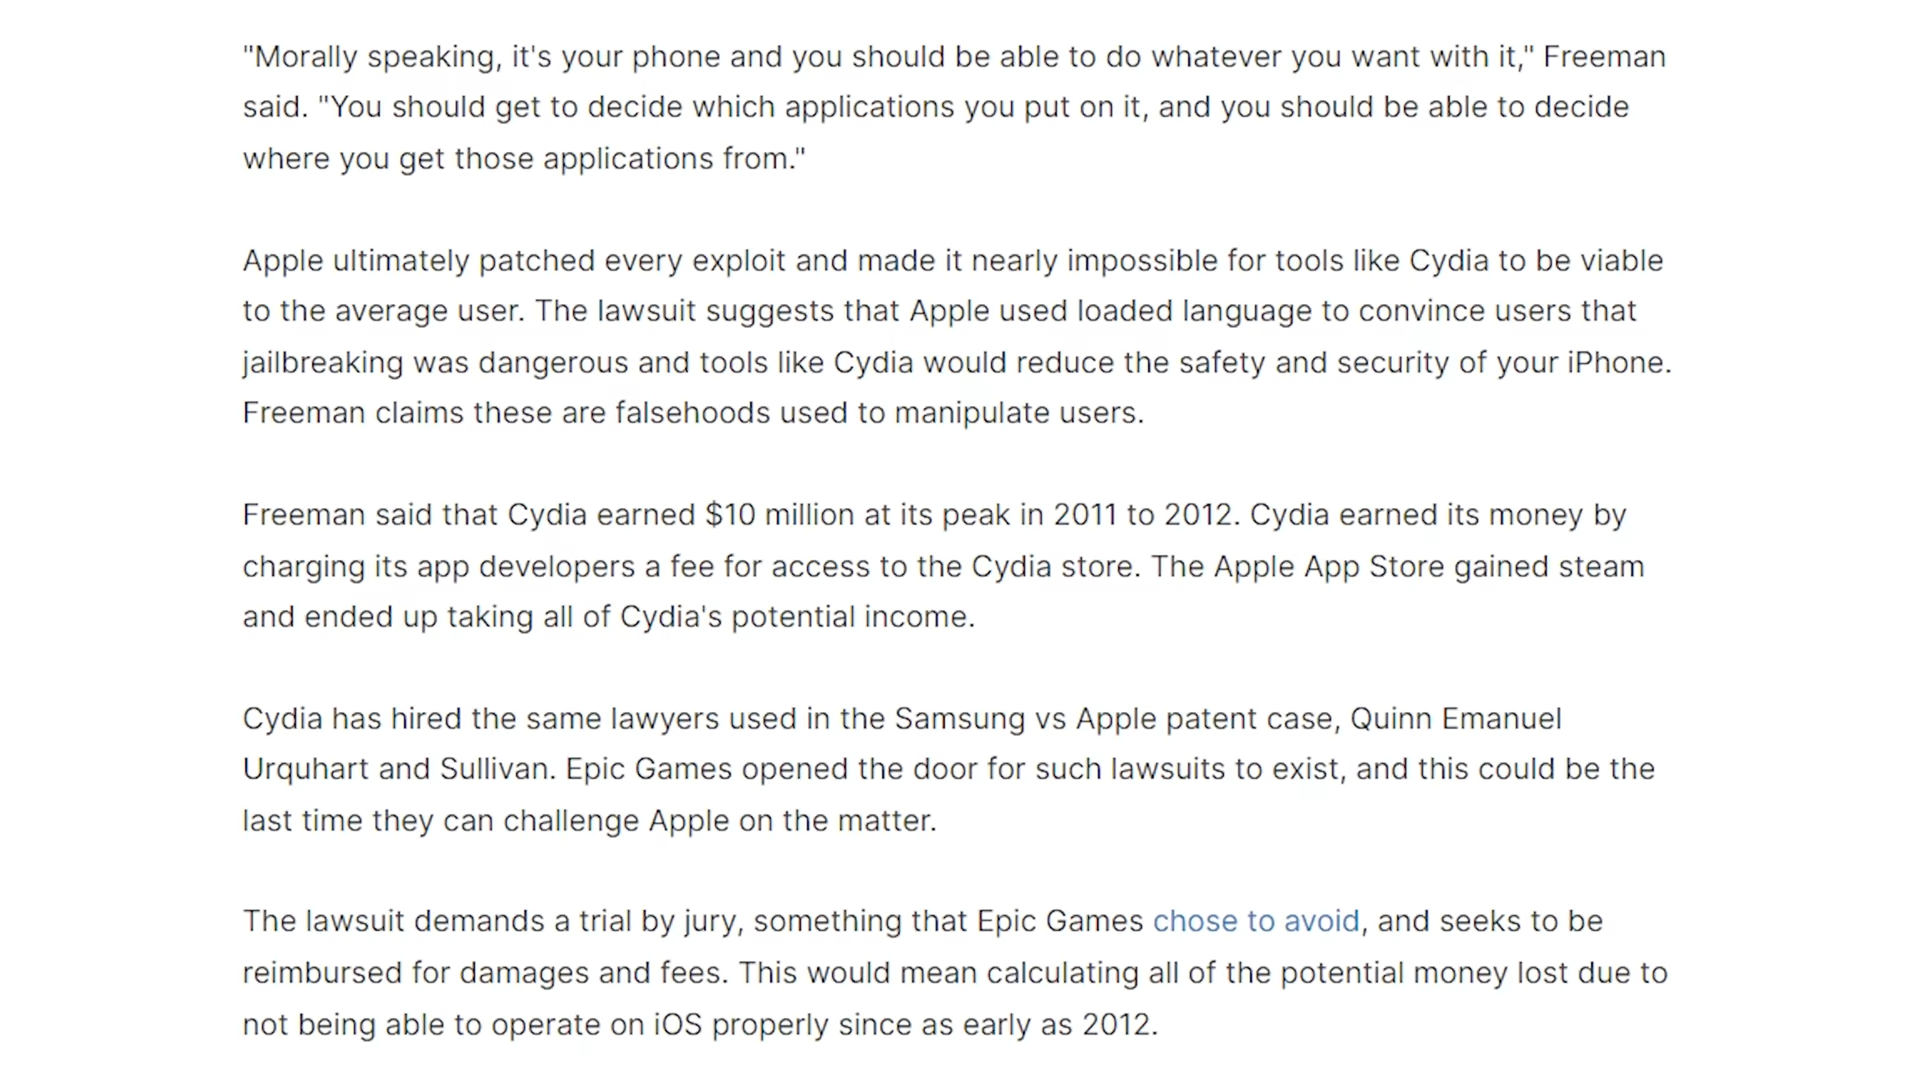 "Morally speaking, it's your phone and you should be able to do whatever you want with it," Freeman
said. "You should get to decide which applications you put on it, and you should be able to decide
where you get those applications from."
Apple ultimately patched every exploit and made it nearly impossible for tools like Cydia to be viable
to the average user. The lawsuit suggests that Apple used loaded language to convince users that
jailbreaking was dangerous and tools like Cydia would reduce the safety and security of your iPhone.
Freeman claims these are falsehoods used to manipulate users.
Freeman said that Cydia earned $10 million at its peak in 2011 to 2012. Cydia earned its money by
charging its app developers a fee for access to the Cydia store. The Apple App Store gained steam
and ended up taking all of Cydia's potential income.
Cydia has hired the same lawyers used in the Samsung vs Apple patent case, Quinn Emanuel
Urquhart and Sullivan. Epic Games opened the door for such lawsuits to exist, and this could be the
last time they can challenge Apple on the matter.
The lawsuit demands a trial by jury, something that Epic Games chose to avoid, and seeks to be
reimbursed for damages and fees. This would mean calculating all of the potential money lost due to
not being able to operate on iOS properly since as early as 2012.